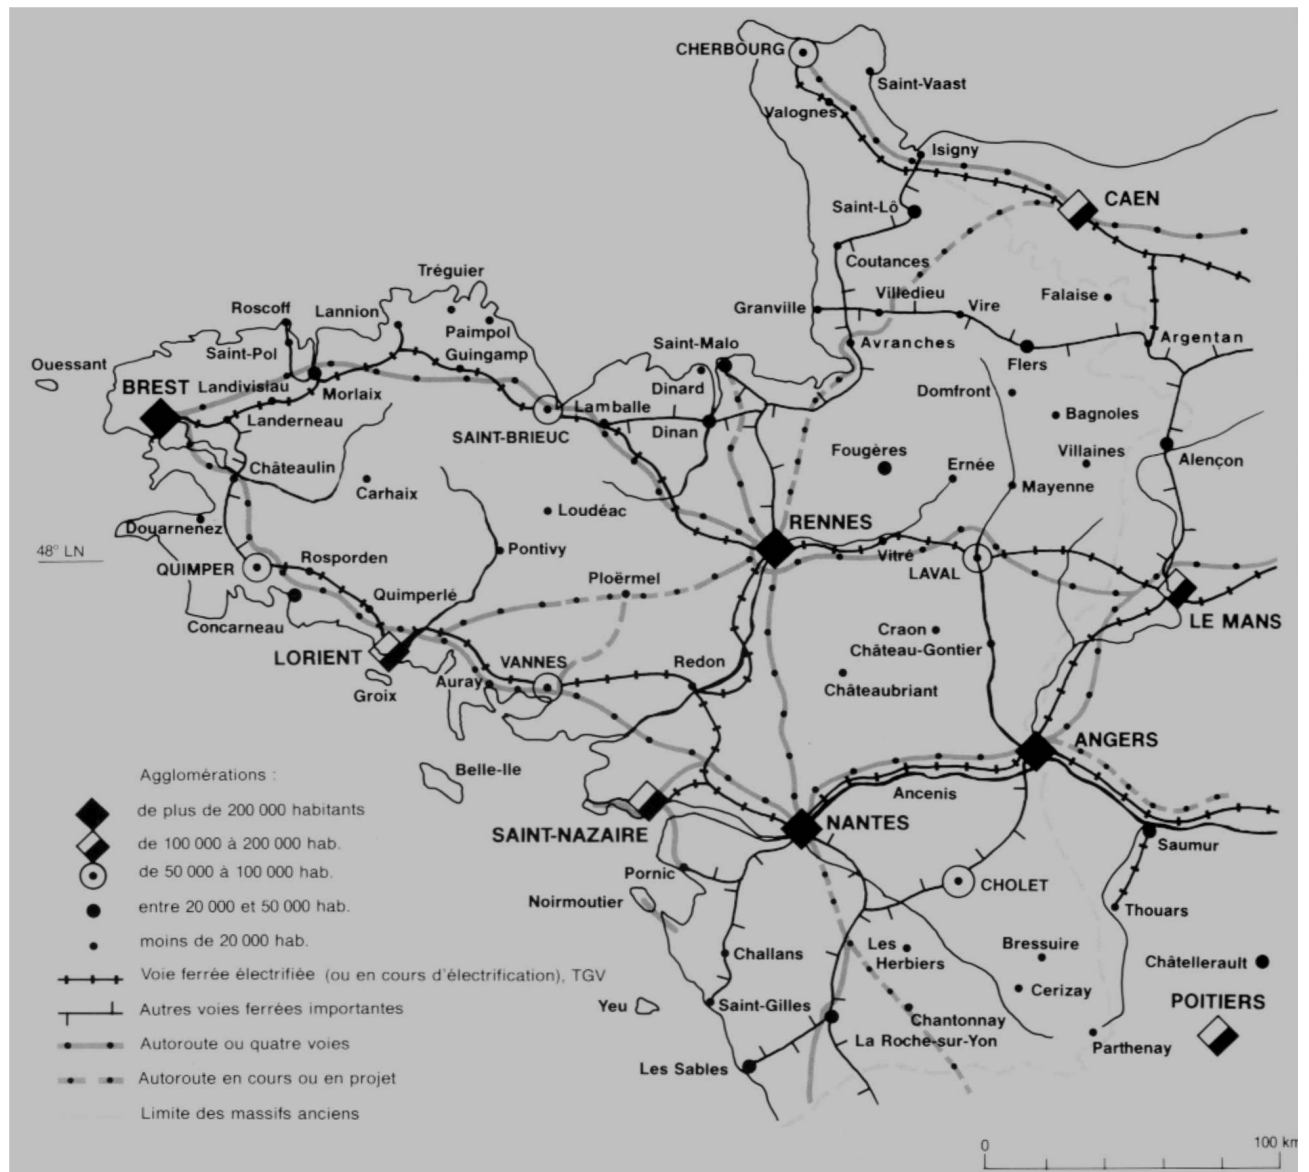 CHERBOURG
Saint-Vaast
Valognes
Isigny
Saint-Lô
CAEN
Coutances
Tréguier
Roscoff
Lannion
Granville
Villedieu
Vire
Falaise
Saint-Pol
Paimpol
Guingamp
Saint-Malo
Avranches
Argentan
Ouessant
Flers
BREST
Landivisiau
Morlaix
Dinard
Domfront
Landerneau
Lamballe
Bagnoles
SAINT-BRIEUC
Dinan
Fougères
Villaines
Alençon
Châteaulin
Ernée
Carhaix
Mayenne
Douarnenez
Loudéac
RENNES
48° LN
Rosporden
Pontivy
Vitré
QUIMPER
Ploërmel
LAVAL
Quimperlé
Concarneau
LE MANS
Craon
LORIENT
VANNES
Redon
Château-Gontier
Groix
Auray
Châteaubriant
ANGERS
Belle-Ile
Ancenis
SAINT-NAZAIRE
NANTES
Saumur
Pornic
CHOLET
Noirmoutier
Thouars
Challans
Les
Herbiers
Bressuire
Châtellerault
Cerizay
Yeu
Saint-Gilles
Chantonnay
POITIERS
La Roche-sur-Yon
Parthenay
Les Sables
Agglomérations :
de plus de 200 000 habitants
de 100 000 à 200 000 hab.
de 50 000 à 100 000 hab.
entre 20 000 et 50 000 hab.
moins de 20 000 hab.
Voie ferrée électrifiée (ou en cours d'électrification), TGV
Autres voies ferrées importantes
Autoroute ou quatre voies
Autoroute en cours ou en projet
Limite des massifs anciens
0 100 km